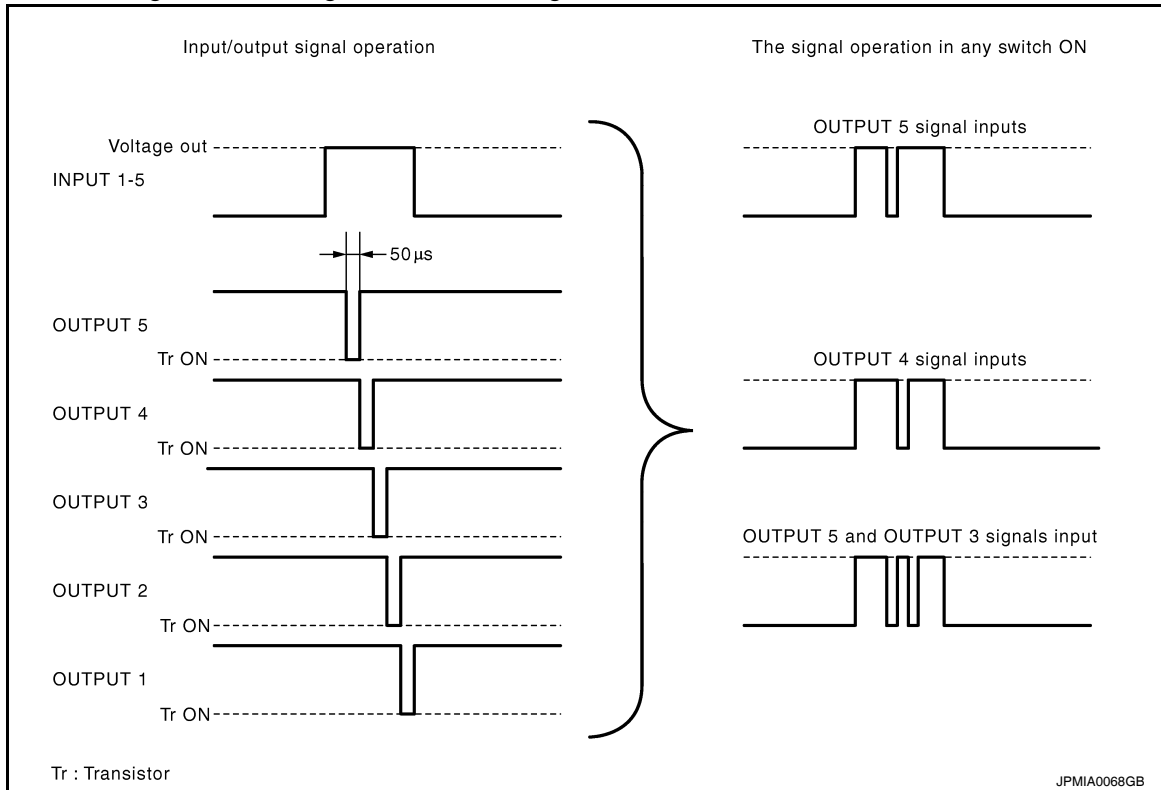 Input/output signal operation
The signal operation in any switch ON
Voltage out
INPUT 1-5
50 μs
OUTPUT 5
Tr ON
OUTPUT 4
Tr ON
OUTPUT 3
Tr ON
OUTPUT 2
Tr ON
OUTPUT 1
Tr ON
OUTPUT 5 signal inputs
OUTPUT 4 signal inputs
OUTPUT 5 and OUTPUT 3 signals input
Tr : Transistor
JPMIA0068GB